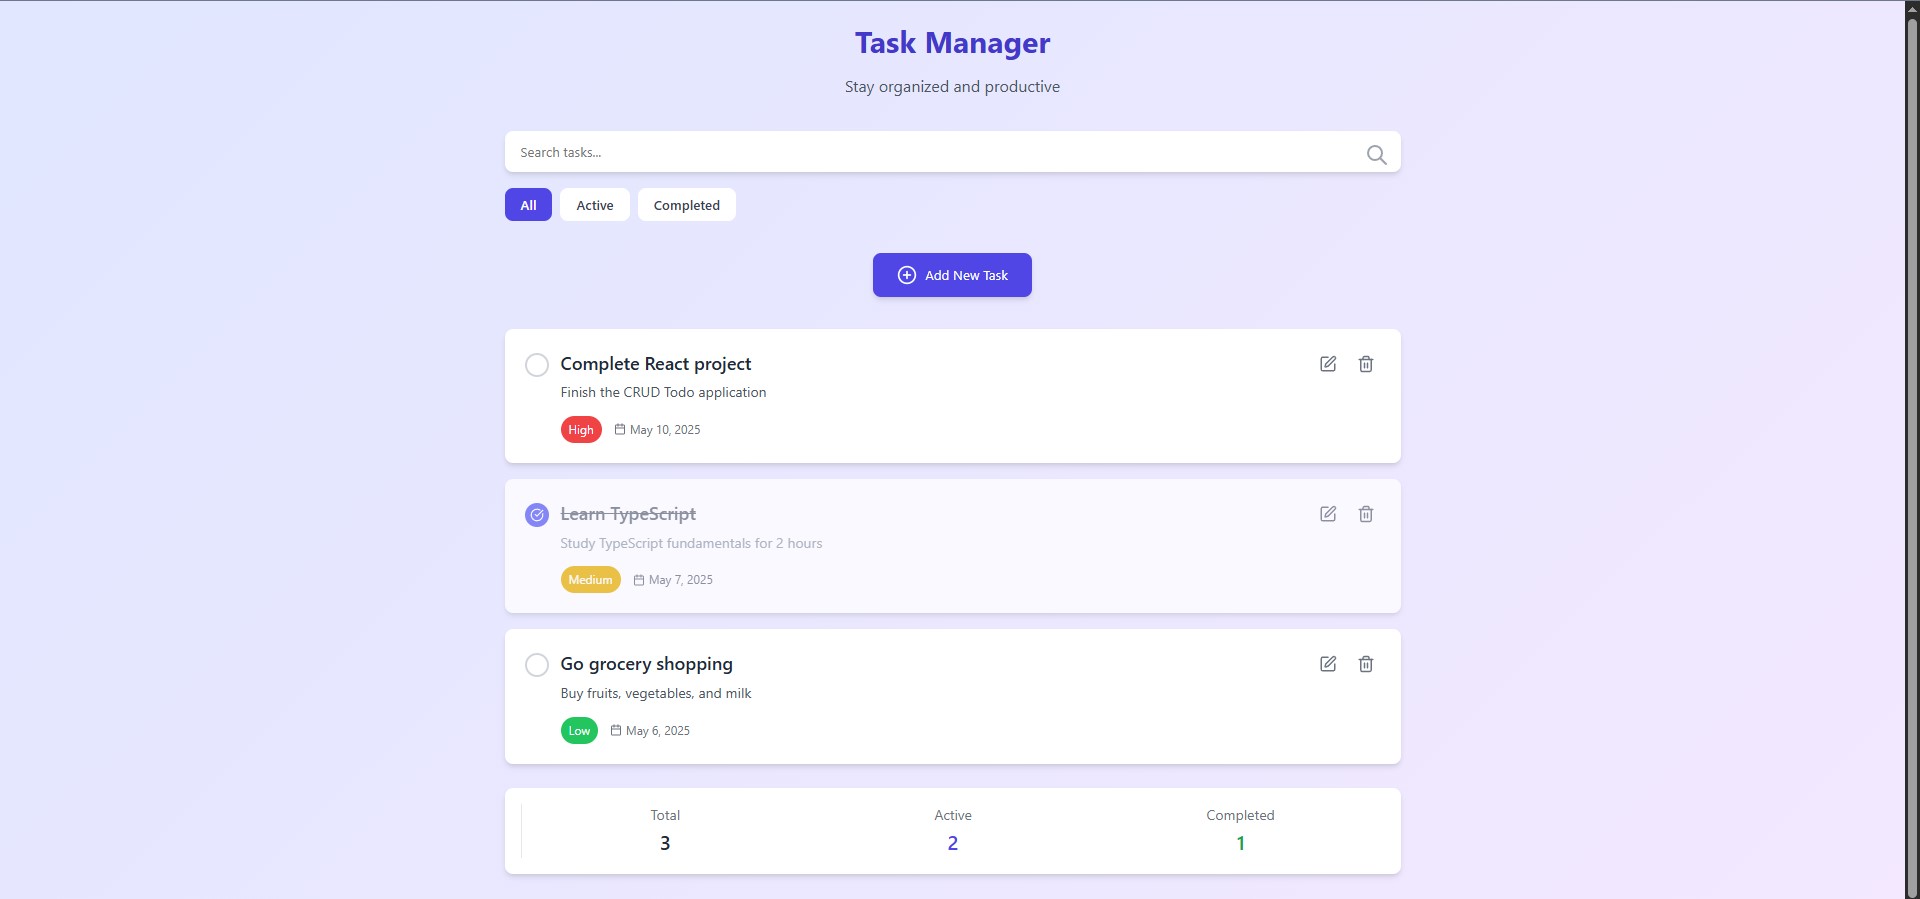 Task Manager
Stay organized and productive
Search tasks...
All Active Completed
Add New Task
Complete React project
Finish the CRUD Todo application
High May 10, 2025
Learn TypeScript
Study TypeScript fundamentals for 2 hours
Medium May 7, 2025
Go grocery shopping
Buy fruits, vegetables, and milk
Low May 6, 2025
Total Active Completed
3 2 1